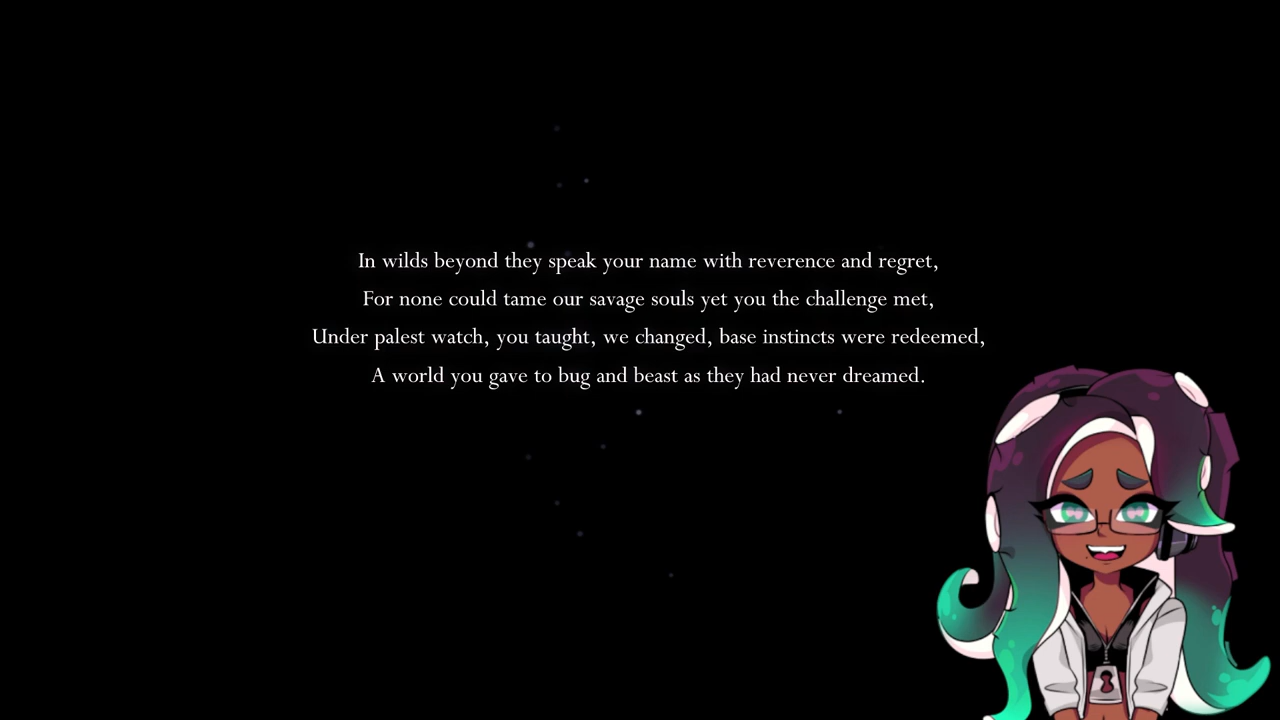 In wilds beyond they speak your name with reverence and regret,
For none could tame our savage souls yet you the challenge met,
Under palest watch, you taught, we changed, base instincts were redeemed,
A world you gave to bug and beast as they had never dreamed.